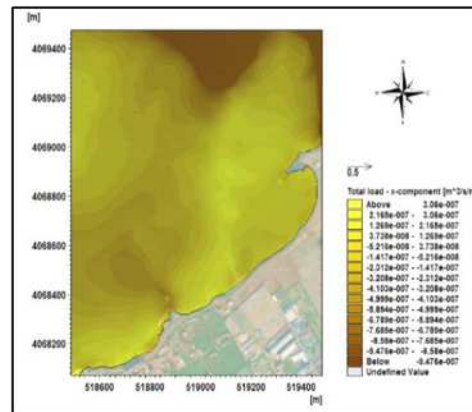 [m]
4069400
4069200
4069000
4068800
4068600
4068400
4068200
518600 518800 519000 519200 519400
[m]
0.5
Total load - x-component [m^3/s/m
Above 3.06e-007
2.165e-007 - 3.06e-007
1.269e-007 - 2.165e-007
3.738e-008 - 1.269e-007
-5.216e-008 - 3.738e-008
-1.417e-007 - -5.216e-008
-2.312e-007 - -1.417e-007
-3.208e-007 - -2.312e-007
-4.103e-007 - -3.208e-007
-4.999e-007 - -4.103e-007
-5.894e-007 - -4.999e-007
-6.789e-007 - -5.894e-007
-7.685e-007 - -6.789e-007
-8.58e-007 - -7.685e-007
-9.476e-007 - -8.58e-007
Below -9.476e-007
Undefined Value